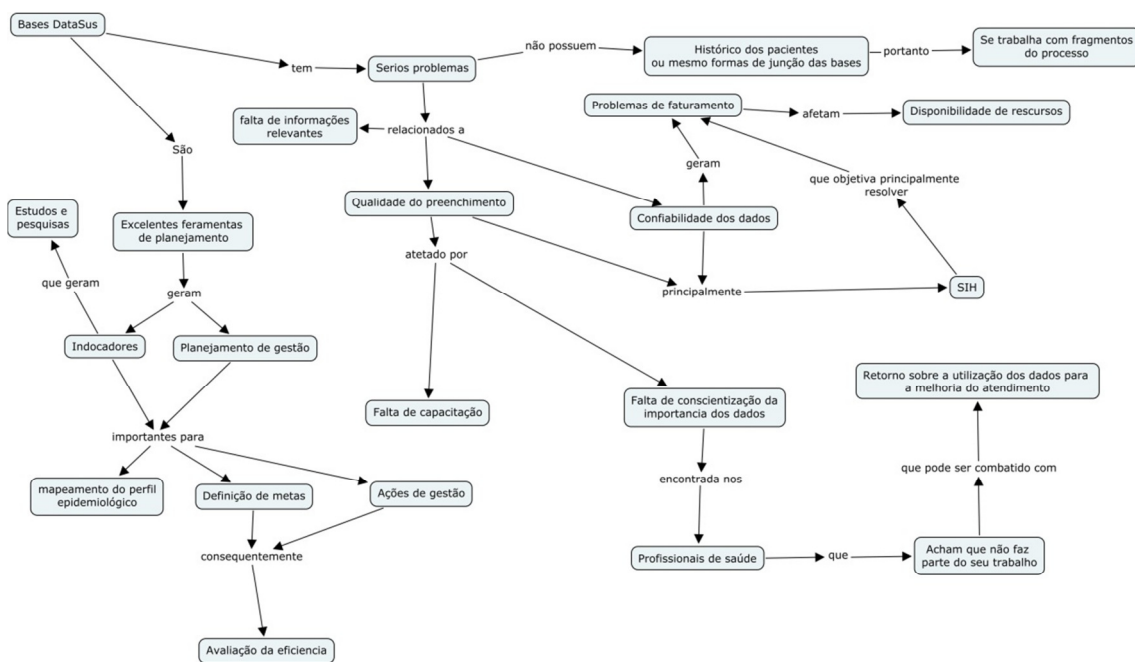 Bases DataSus
tem
Serios problemas
não possuem
Histórico dos pacientes
ou mesmo formas de junção das bases
portanto
Se trabalha com fragmentos
do processo
falta de informações
relevantes
relacionados a
Problemas de faturamento
afetam
Disponibilidade de rescursos
São
geram
que objetiva principalmente
resolver
Qualidade do preenchimento
Confiabilidade dos dados
Estudos e
pesquisas
Excelentes feramentas
de planejamento
atetado por
que geram
geram
principalmente
SIH
Indocadores
Planejamento de gestão
Retorno sobre a utilização dos dados para
a melhoria do atendimento
Falta de capacitação
Falta de conscientização da
importancia dos dados
importantes para
que pode ser combatido com
encontrada nos
mapeamento do perfil
epidemiológico
Definição de metas
Ações de gestão
consequentemente
Profissionais de saúde
que
Acham que não faz
parte do seu trabalho
Avaliação da eficiencia